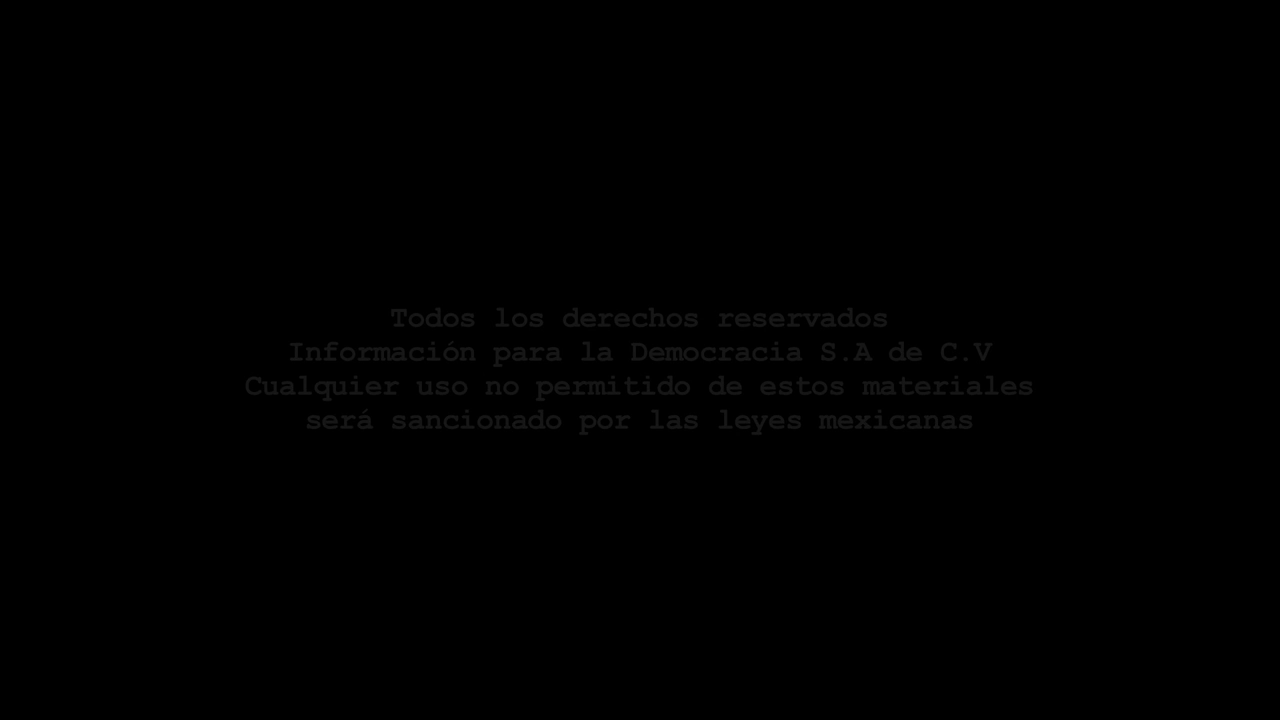 Todos los derechos reservados
Información para la Democracia S.A de C.V
Cualquier uso no permitido de estos materiales
será sancionado por las leyes mexicanas